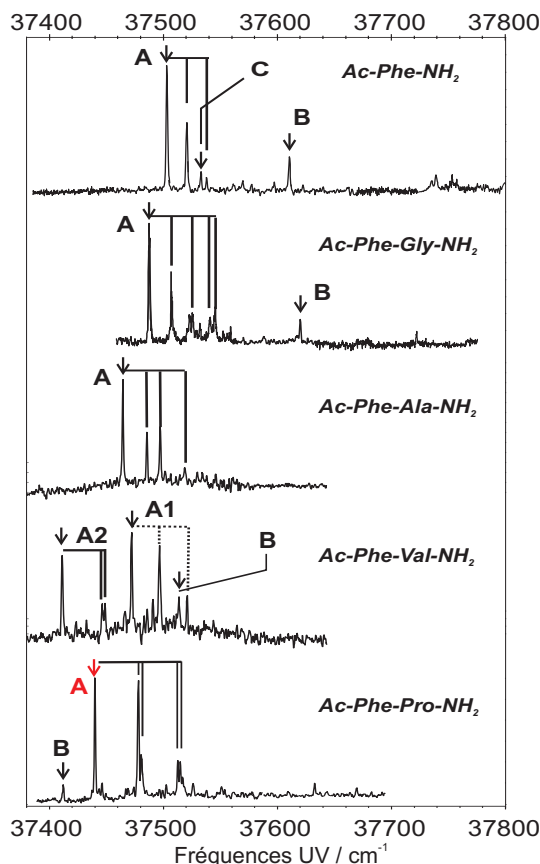 37400 37500 37600 37700 37800
A
C
Ac-Phe-NH2
B
A
Ac-Phe-Gly-NH2
B
A
Ac-Phe-Ala-NH2
A2
A1
B
Ac-Phe-Val-NH2
A
Ac-Phe-Pro-NH2
B
37400 37500 37600 37700 37800
Fréquences UV / cm-1